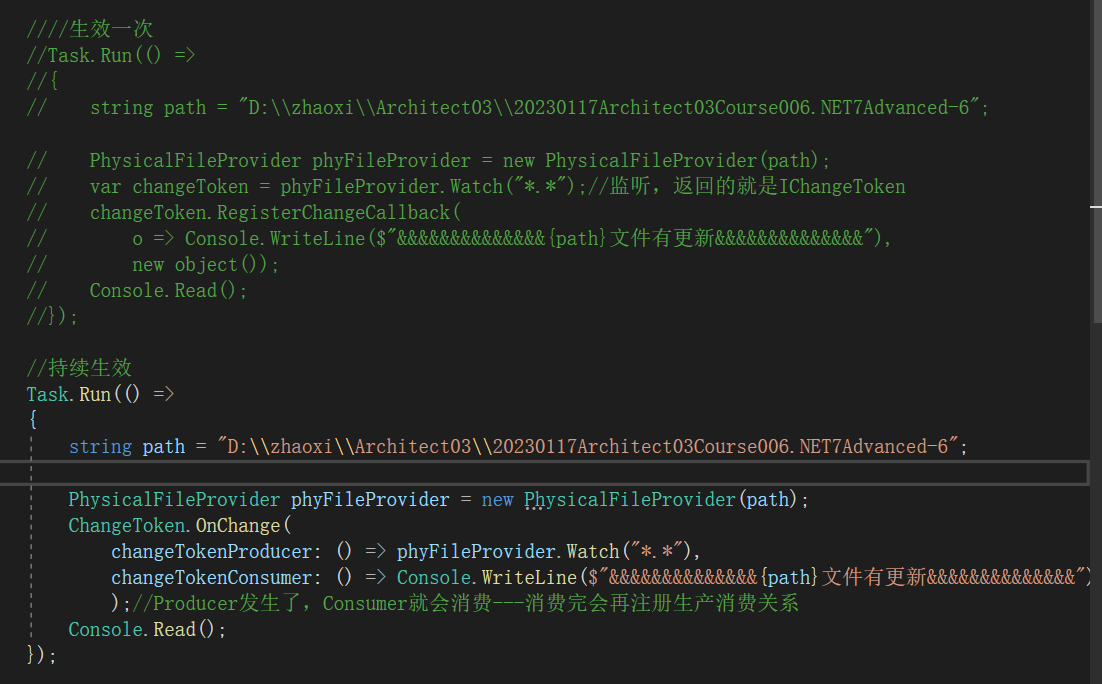 ////生效一次
//Task.Run(() =>
//{
//    string path = "D:\\zhaoxi\\Architect03\\20230117Architect03Course006.NET7Advanced-6";
//    PhysicalFileProvider phyFileProvider = new PhysicalFileProvider(path);
//    var changeToken = phyFileProvider.Watch("*.*");//监听，返回的就是IChangeToken
//    changeToken.RegisterChangeCallback(
//        o => Console.WriteLine($"&&&&&&&&&&&&&&{path}文件有更新&&&&&&&&&&&&&&"),
//        new object());
//    Console.Read();
//});
//持续生效
Task.Run(() =>
{
    string path = "D:\\zhaoxi\\Architect03\\20230117Architect03Course006.NET7Advanced-6";
    PhysicalFileProvider phyFileProvider = new PhysicalFileProvider(path);
    ChangeToken.OnChange(
        changeTokenProducer: () => phyFileProvider.Watch("*.*"),
        changeTokenConsumer: () => Console.WriteLine($"&&&&&&&&&&&&&&{path}文件有更新&&&&&&&&&&&&&&")
        );//Producer发生了，Consumer就会消费---消费完会再注册生产消费关系
    Console.Read();
});